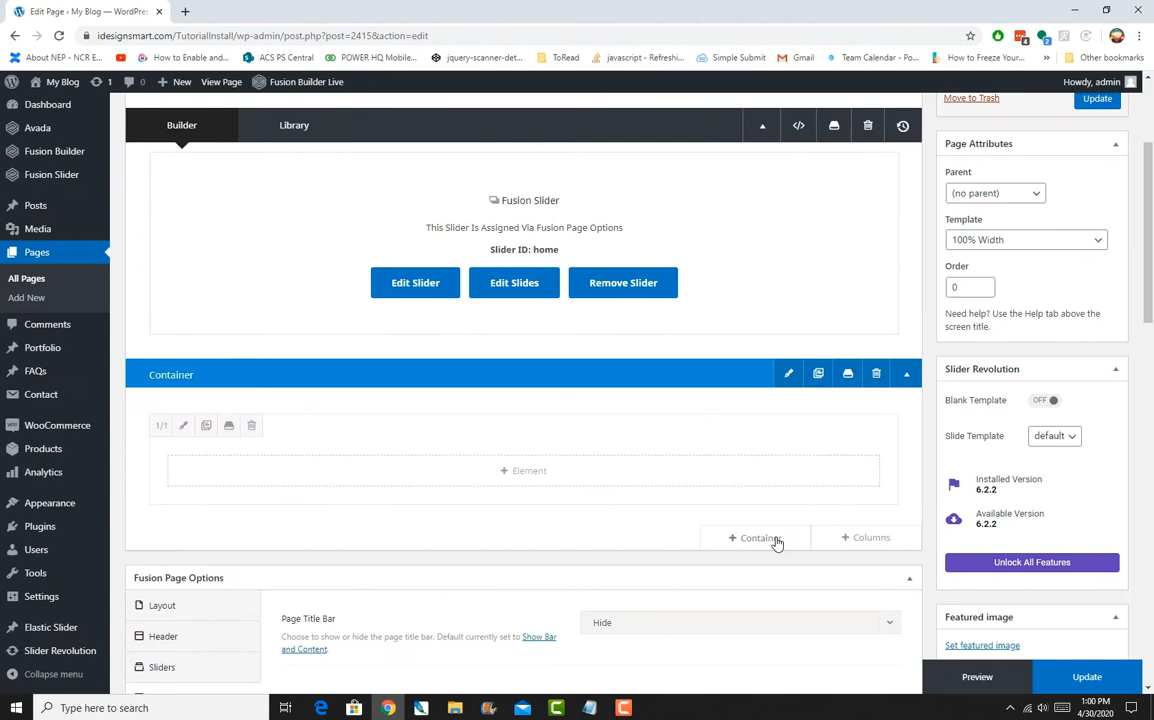 Edit Page ‹ My Blog — WordPres
idesignsmart.com/TutorialInstall/wp-admin/post.php?post=2415&action=edit
About NEP - NCR E...
How to Enable and...
ACS PS Central
POWER HQ Mobile...
jquery-scanner-det...
ToRead
javascript - Refreshi...
Simple Submit
Gmail
Team Calendar - Po...
How to Freeze Your...
»
Other bookmarks
My Blog
1
0
New
View Page
Fusion Builder Live
Howdy, admin
Dashboard
Avada
Fusion Builder
Fusion Slider
Posts
Media
Pages
All Pages
Add New
Comments
Portfolio
FAQs
Contact
WooCommerce
Products
Analytics
Appearance
Plugins
Users
Tools
Settings
Elastic Slider
Slider Revolution
Collapse menu
Builder
Library
Fusion Slider
This Slider Is Assigned Via Fusion Page Options
Slider ID: home
Edit Slider
Edit Slides
Remove Slider
Container
1/1
+ Element
+ Container
+ Columns
Fusion Page Options
Layout
Header
Sliders
Page Title Bar
Choose to show or hide the page title bar. Default currently set to Show Bar
and Content.
Hide
Move to Trash
Update
Page Attributes
Parent
(no parent)
Template
100% Width
Order
0
Need help? Use the Help tab above the
screen title.
Slider Revolution
Blank Template
OFF
Slide Template
default
Installed Version
6.2.2
Available Version
6.2.2
Unlock All Features
Featured image
Set featured image
Preview
Update
Type here to search
1:00 PM
4/30/2020